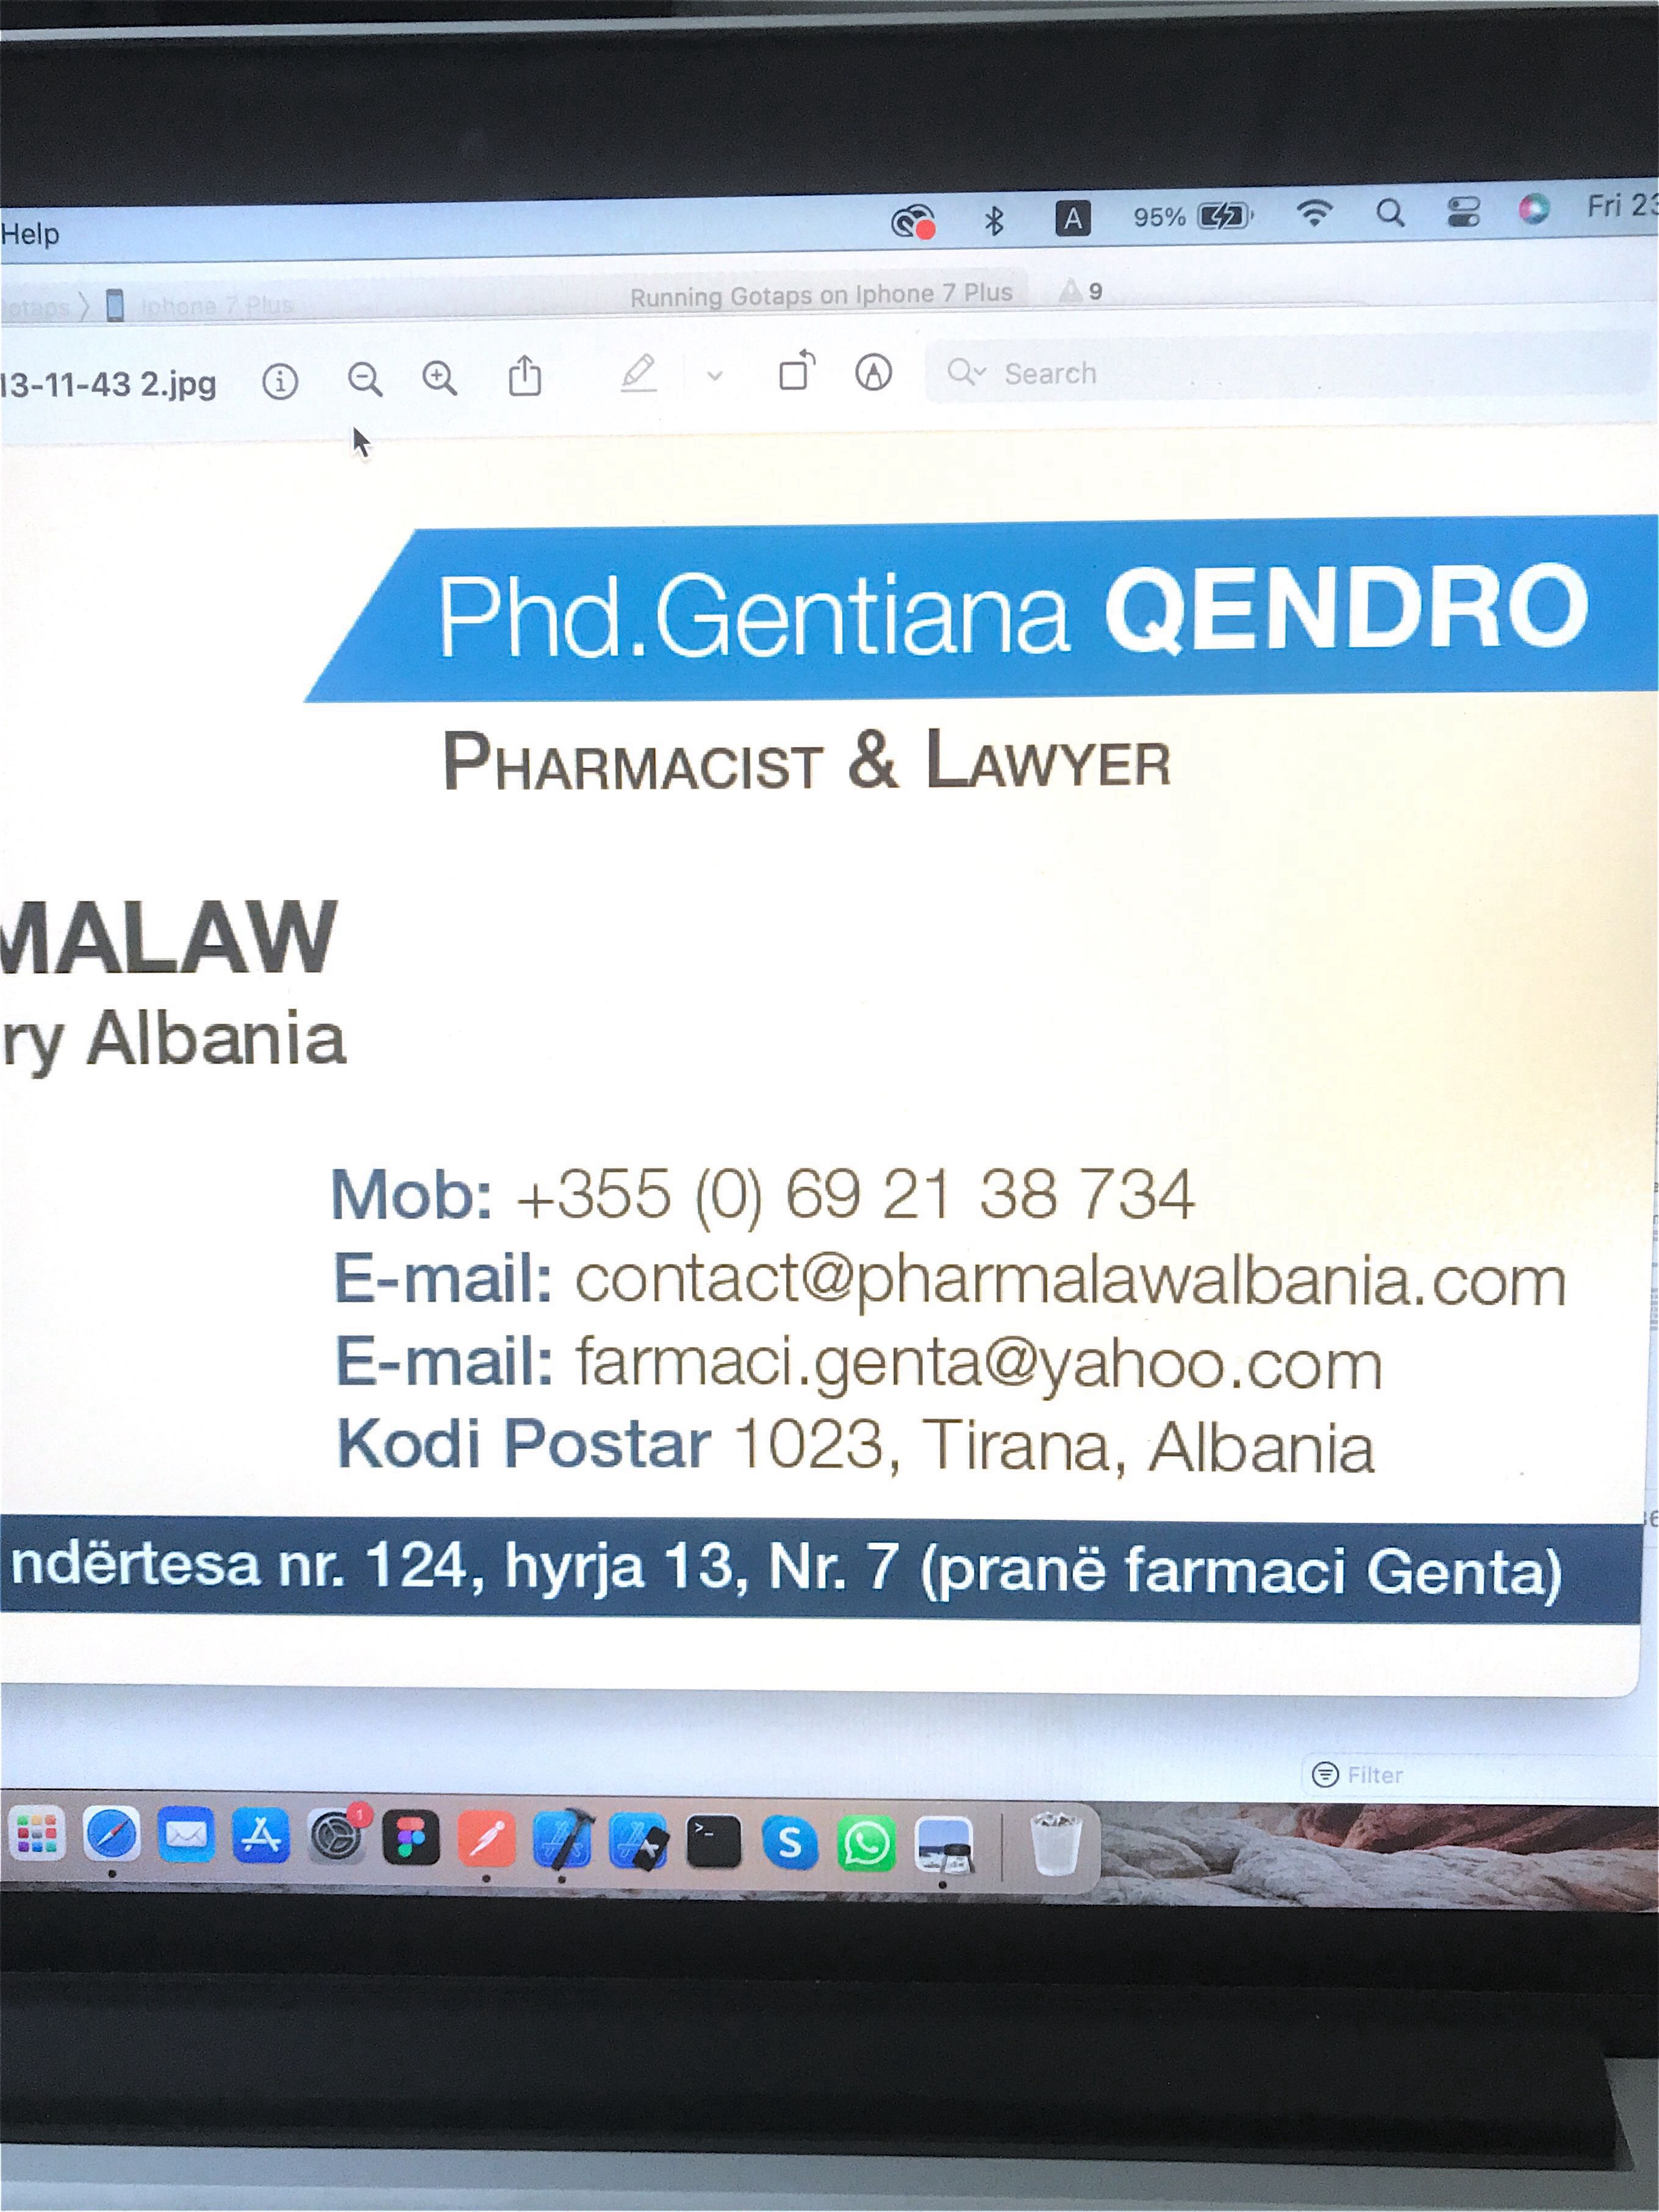 Help
95%
Fri 23
Iphone 7 Plus
Running Gotaps on Iphone 7 Plus
9
13-11-43 2.jpg
Search
Phd.Gentiana QENDRO
PHARMACIST & LAWYER
MALAW
ry Albania
Mob: +355 (0) 69 21 38 734
E-mail: contact@pharmalawalbania.com
E-mail: farmaci.genta@yahoo.com
Kodi Postar 1023, Tirana, Albania
ndërtesa nr. 124, hyrja 13, Nr. 7 (pranë farmaci Genta)
Filter